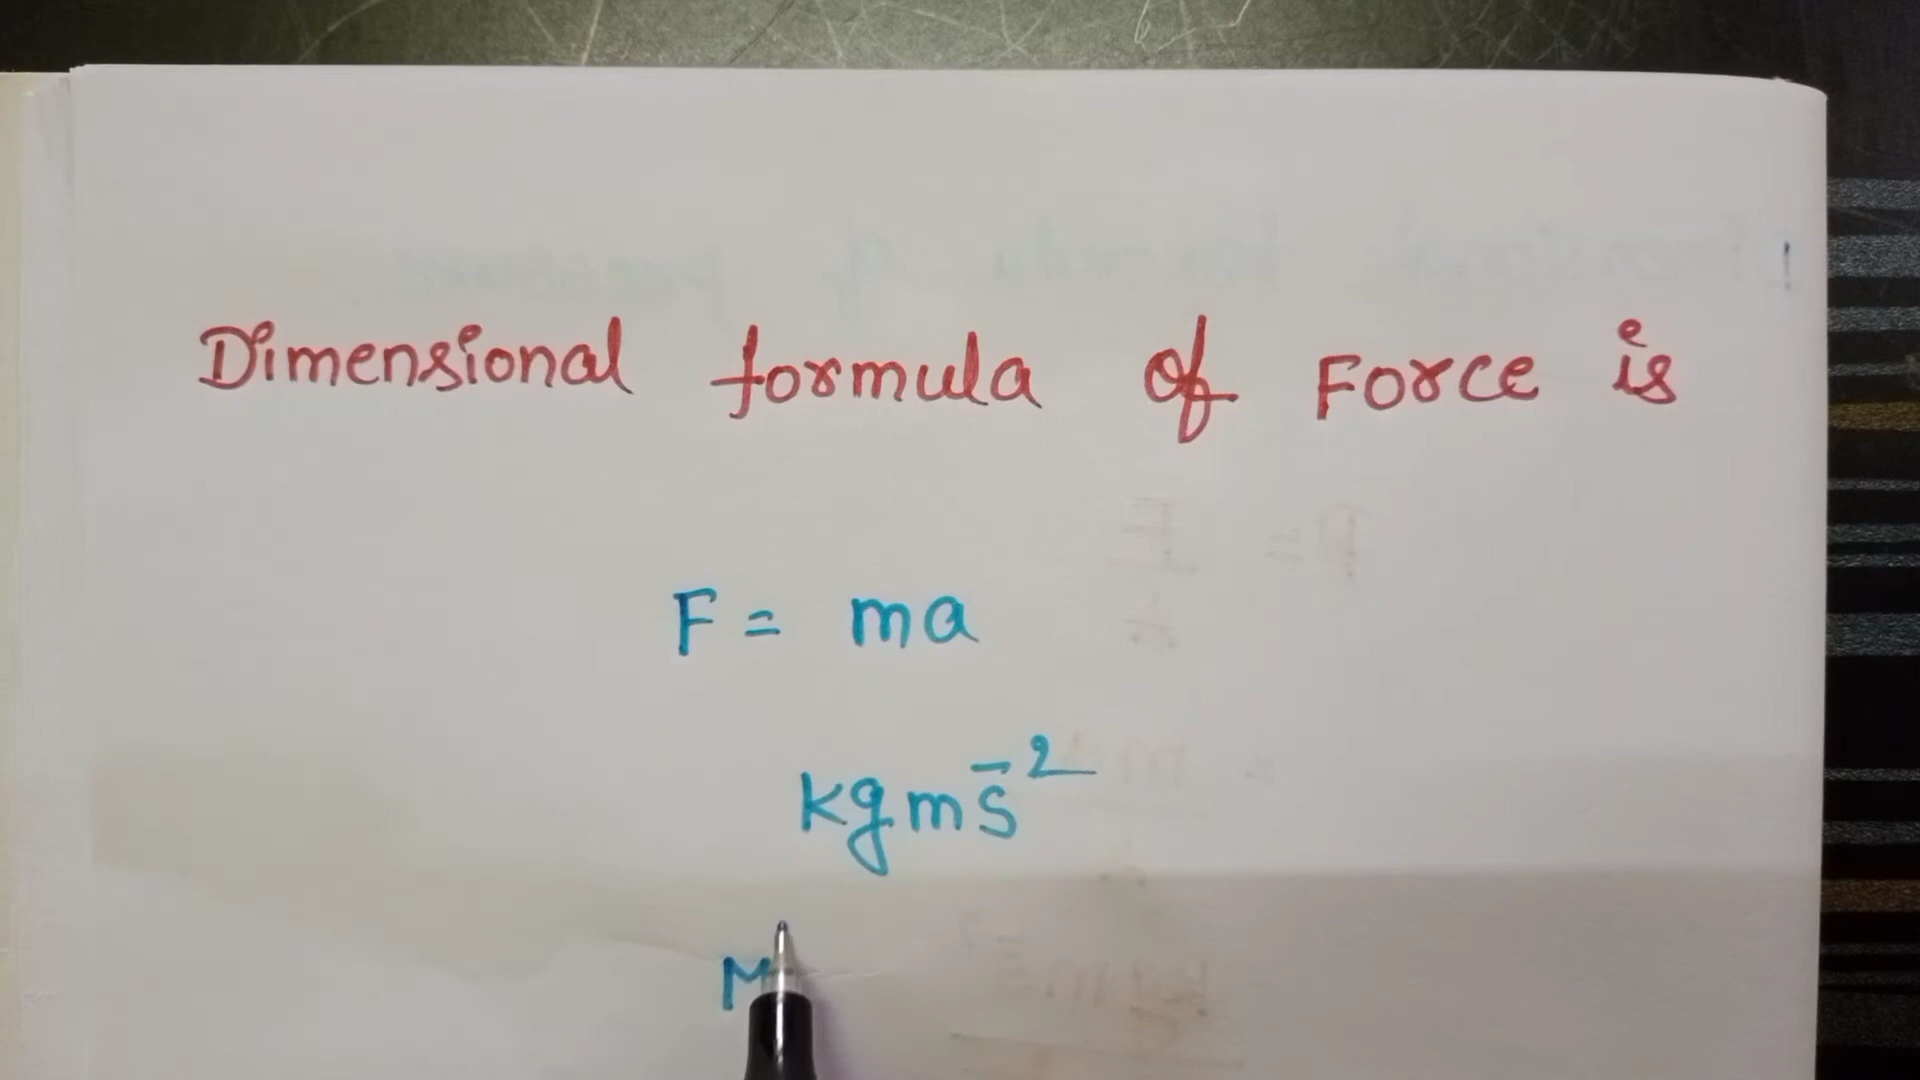 Dimensional formula of Force is
F = ma
kgms⁻²
M